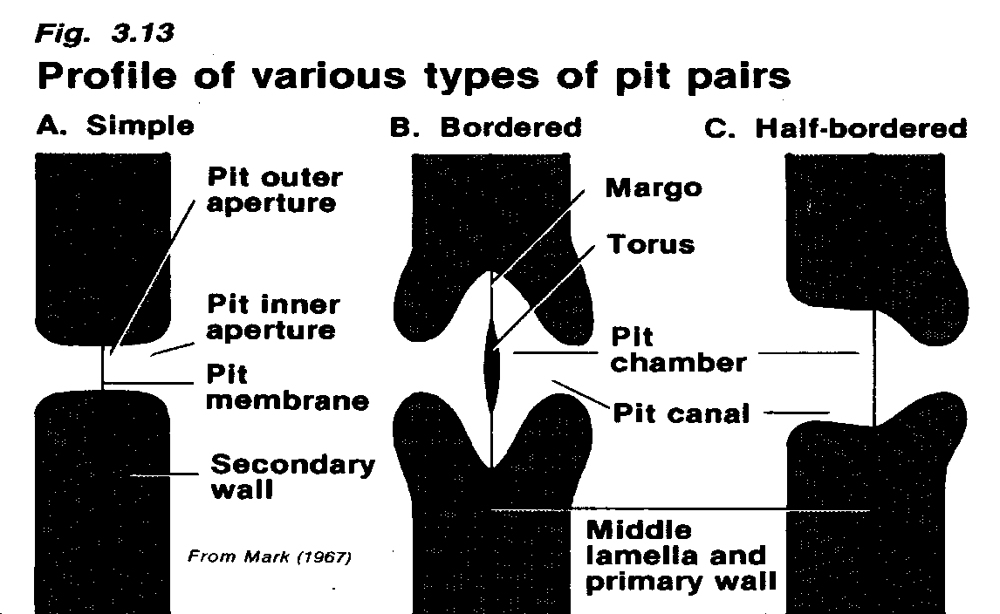 Fig. 3.13
Profile of various types of pit pairs
A. Simple
B. Bordered
C. Half-bordered
Pit outer
aperture
Pit inner
aperture
Pit
membrane
Secondary
wall
From Mark (1967)
Margo
Torus
Pit
chamber
Pit canal
Middle
lamella and
primary wall